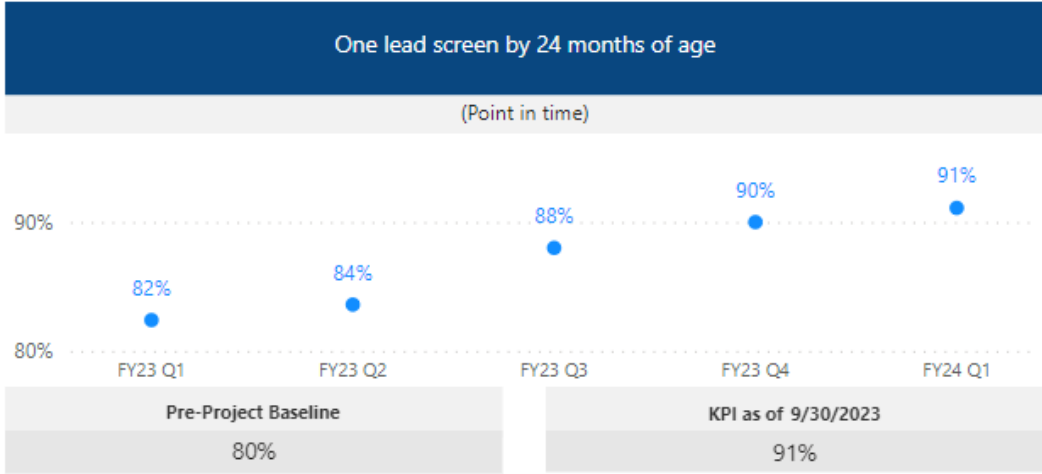 One lead screen by 24 months of age
(Point in time)
91%
90%
88%
90%
84%
82%
80%
FY23 Q1 FY23 Q2 FY23 Q3 FY23 Q4 FY24 Q1
Pre-Project Baseline KPI as of 9/30/2023
80% 91%